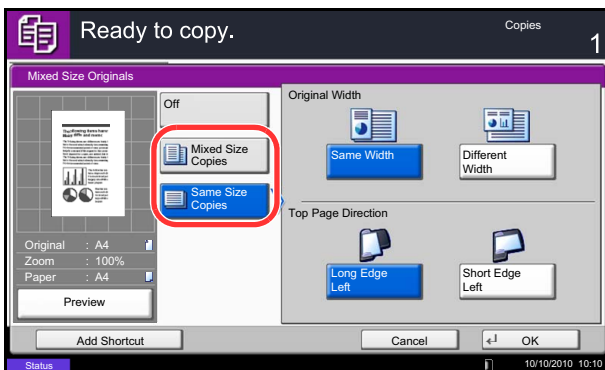 Ready to copy.
Copies
1
Mixed Size Originals
Off
Mixed Size
Copies
Same Size
Copies
Original Width
Same Width
Different
Width
Top Page Direction
Long Edge
Left
Short Edge
Left
Original : A4
Zoom : 100%
Paper : A4
Preview
Add Shortcut
Cancel
OK
Status
10/10/2010 10:10